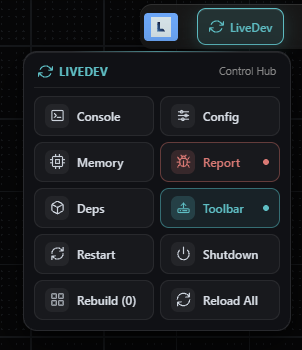 L LiveDev
LIVEDEV Control Hub
Console Config
Memory Report
Deps Toolbar
Restart Shutdown
Rebuild (0) Reload All